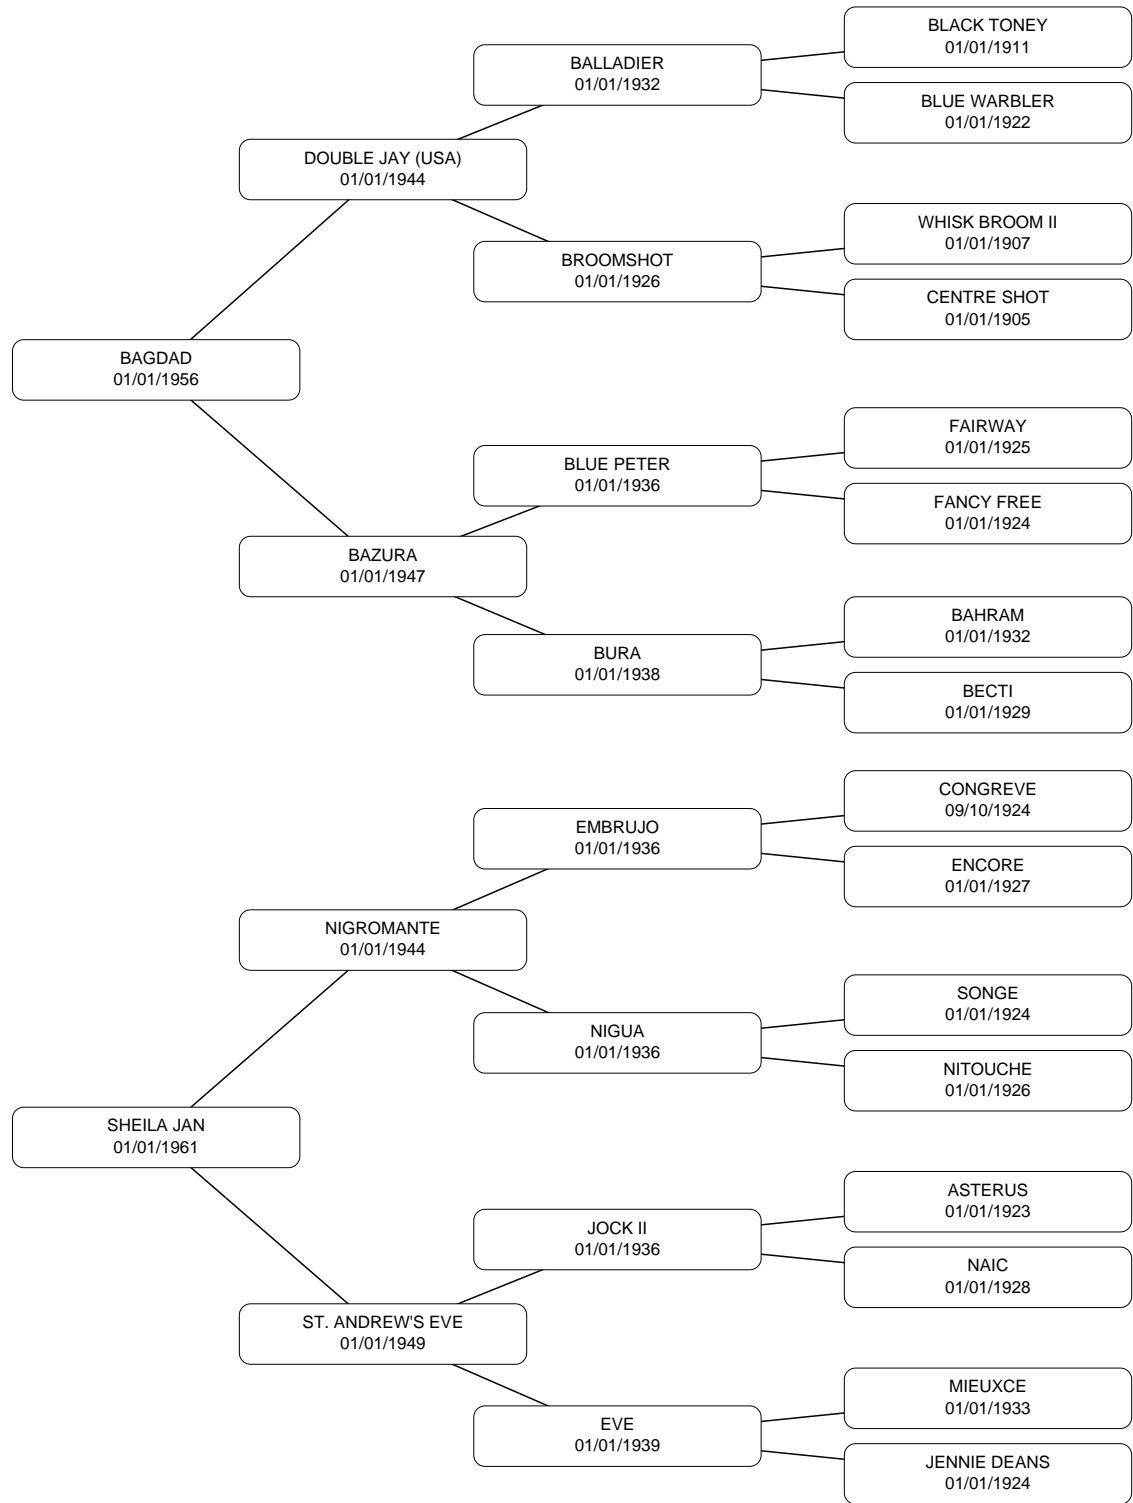 BLACK TONEY
01/01/1911
BALLADIER
01/01/1932
BLUE WARBLER
01/01/1922
DOUBLE JAY (USA)
01/01/1944
WHISK BROOM II
01/01/1907
BROOMSHOT
01/01/1926
CENTRE SHOT
01/01/1905
BAGDAD
01/01/1956
FAIRWAY
01/01/1925
BLUE PETER
01/01/1936
FANCY FREE
01/01/1924
BAZURA
01/01/1947
BAHRAM
01/01/1932
BURA
01/01/1938
BECTI
01/01/1929
CONGREVE
09/10/1924
EMBRUJO
01/01/1936
ENCORE
01/01/1927
NIGROMANTE
01/01/1944
SONGE
01/01/1924
NIGUA
01/01/1936
NITOUCHE
01/01/1926
SHEILA JAN
01/01/1961
ASTERUS
01/01/1923
JOCK II
01/01/1936
NAIC
01/01/1928
ST. ANDREW'S EVE
01/01/1949
MIEUXCE
01/01/1933
EVE
01/01/1939
JENNIE DEANS
01/01/1924